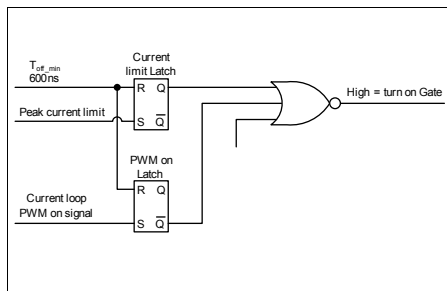 T_off_min
600ns
Current
limit Latch
R Q
Peak current limit
S Q̅
High = turn on Gate
PWM on
Latch
R Q
Current loop
PWM on signal
S Q̅